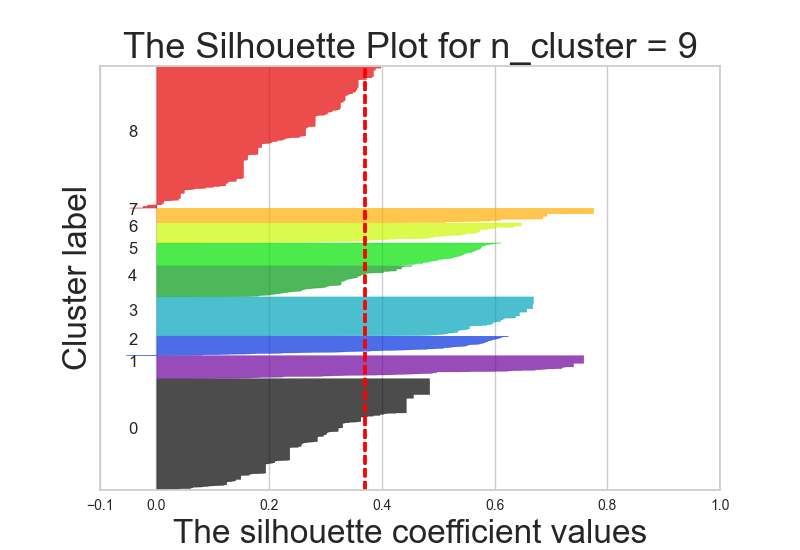 The Silhouette Plot for n_cluster = 9
Cluster label
8
7
6
5
4
3
2
1
0
−0.1 0.0 0.2 0.4 0.6 0.8 1.0
The silhouette coefficient values